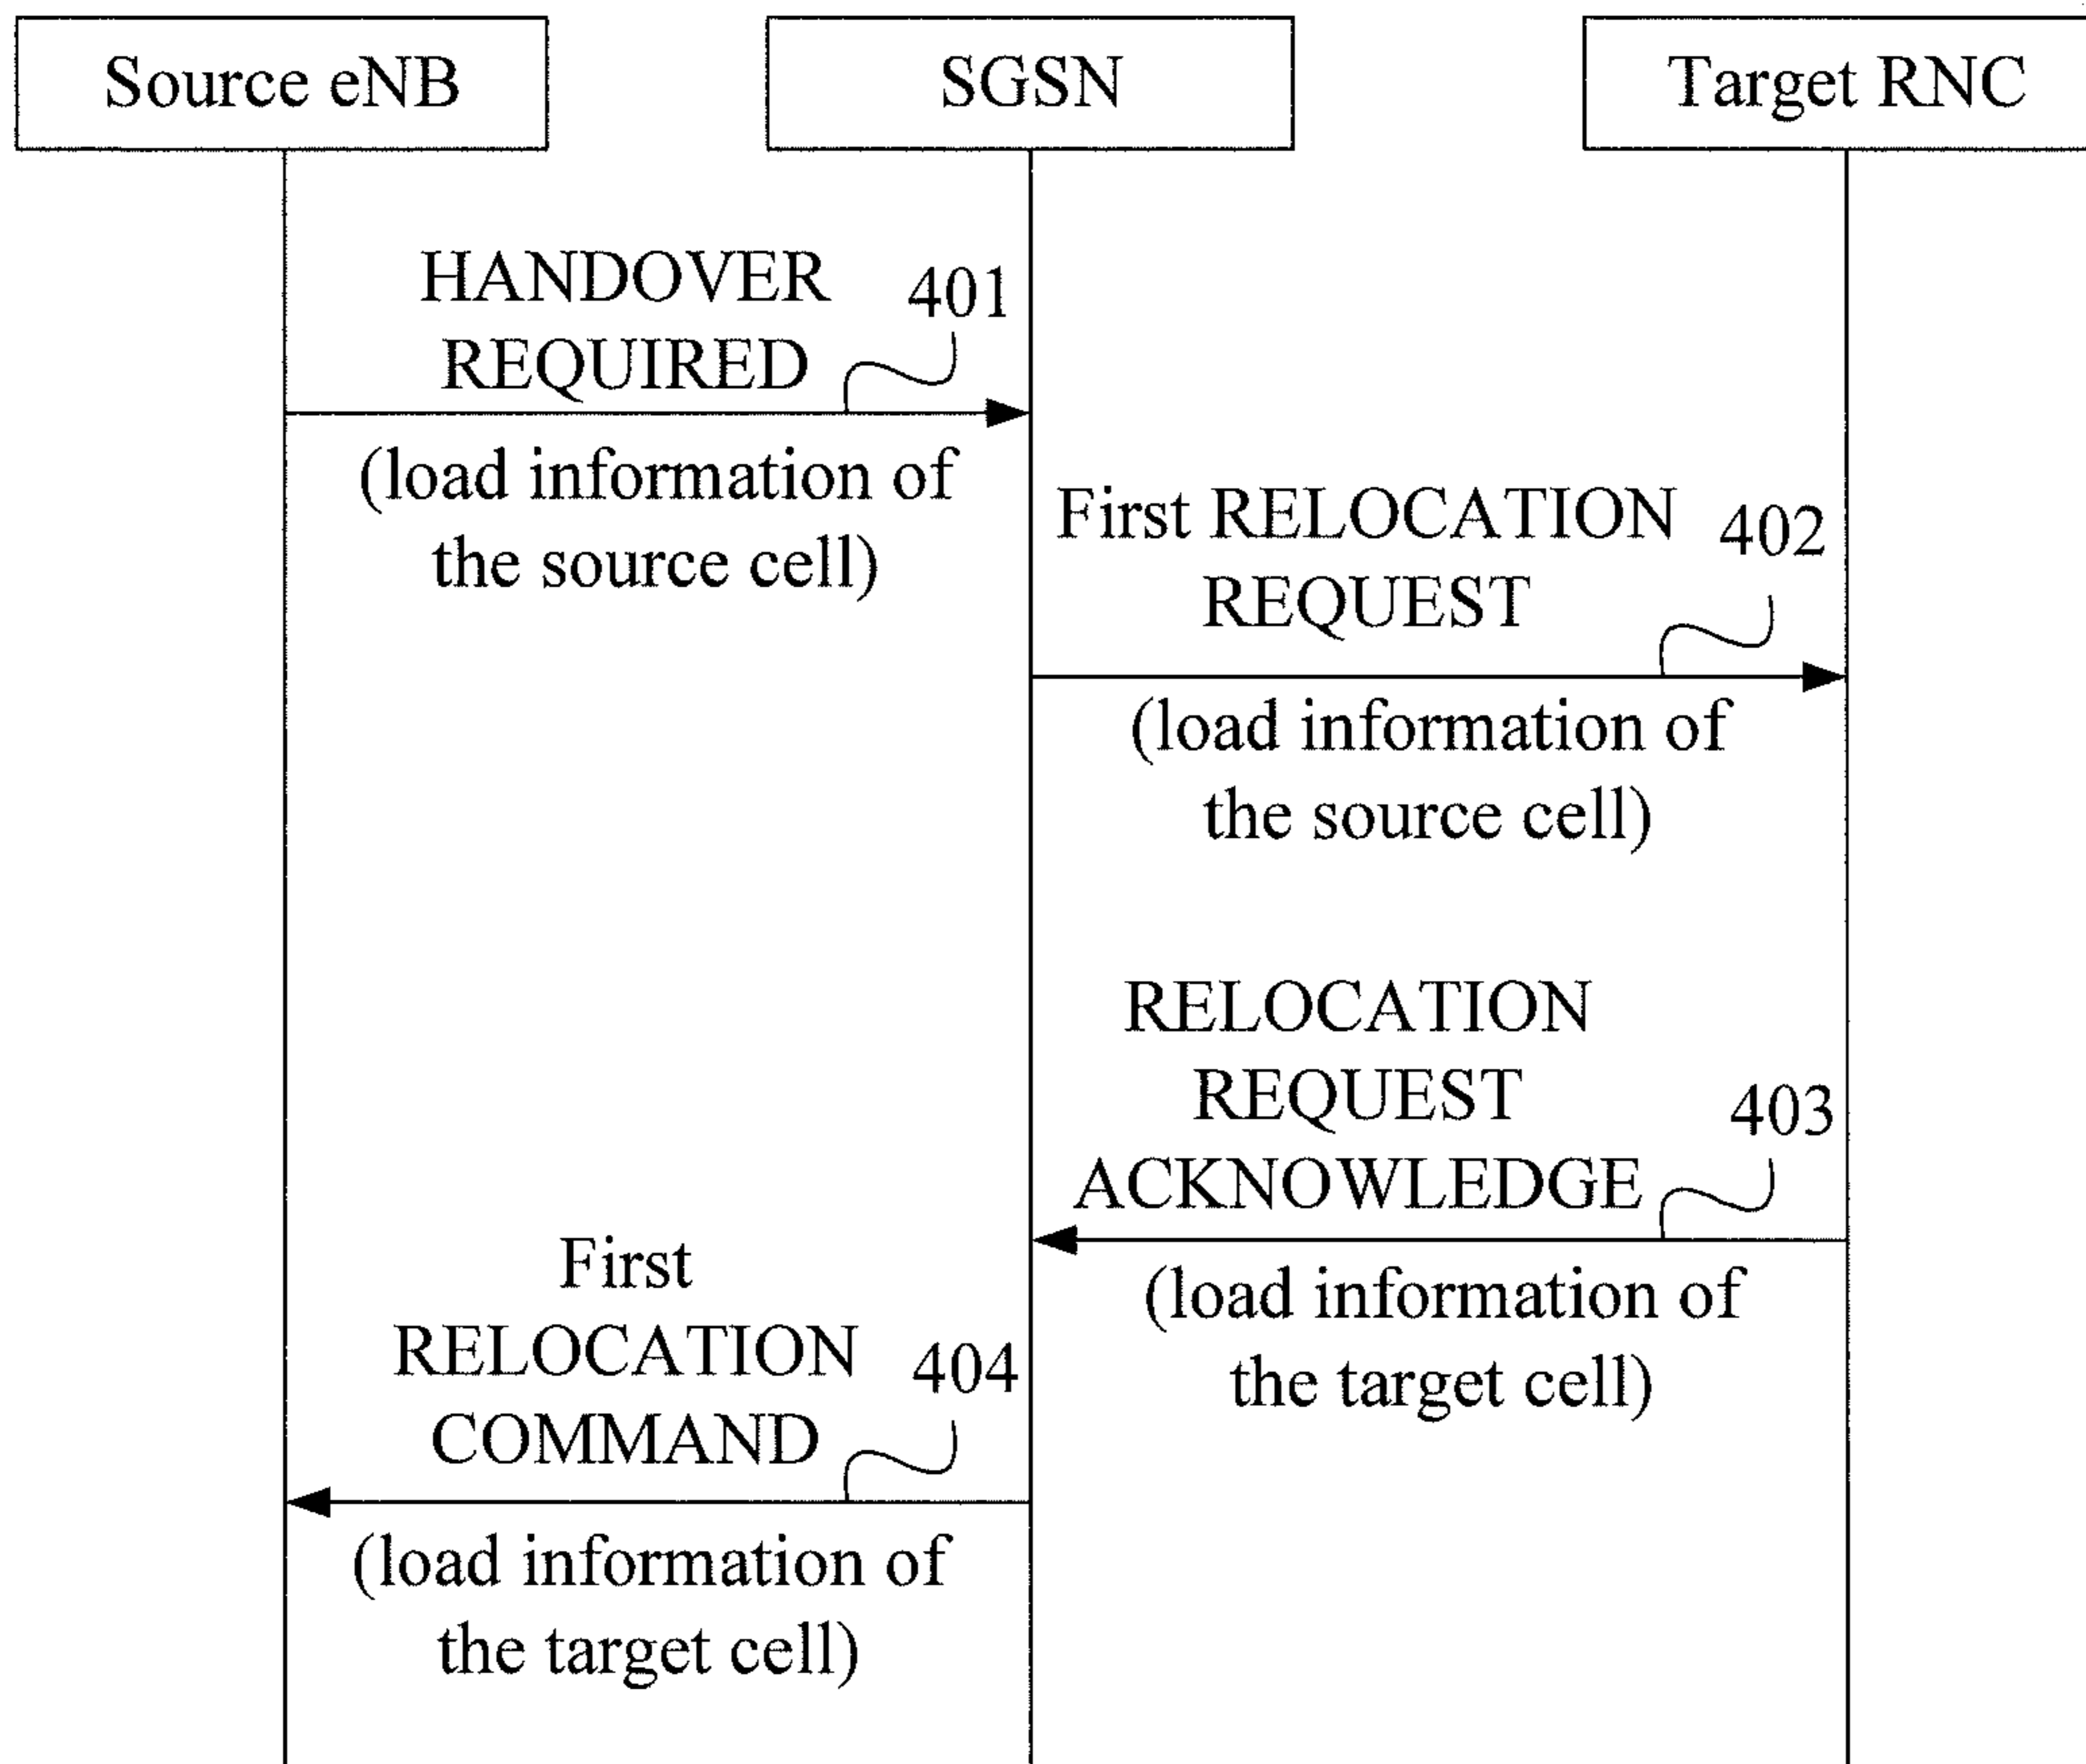 Source eNB
SGSN
Target RNC
HANDOVER
REQUIRED
401
(load information of
the source cell)
First RELOCATION
REQUEST
402
(load information of
the source cell)
RELOCATION
REQUEST
ACKNOWLEDGE
403
(load information of
the target cell)
First
RELOCATION
COMMAND
404
(load information of
the target cell)